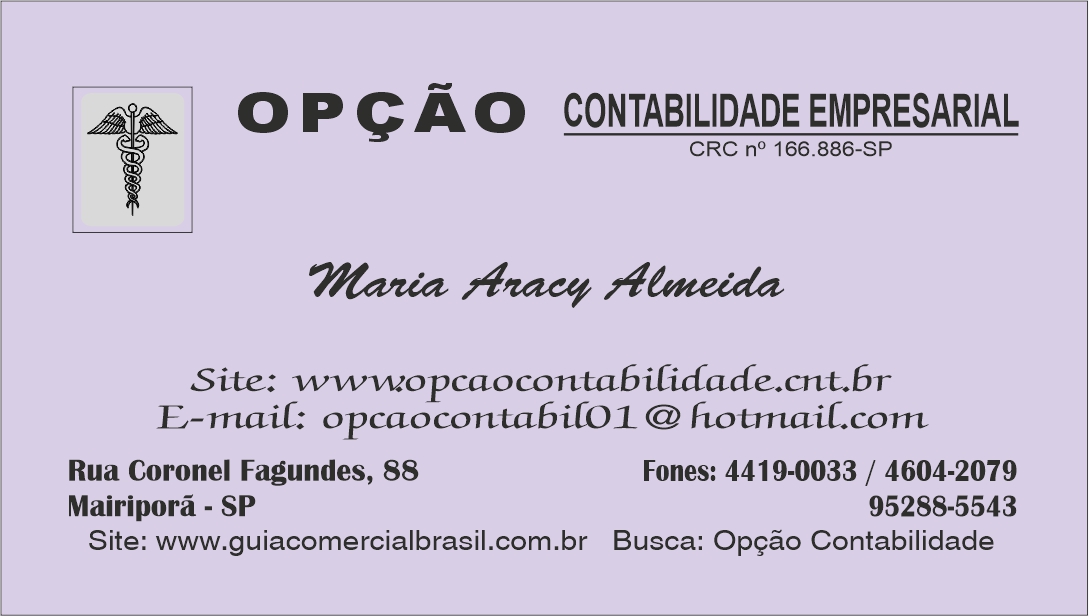 OPÇÃO CONTABILIDADE EMPRESARIAL
CRC nº 166.886-SP
Maria Aracy Almeida
Site: www.opcaocontabilidade.cnt.br
E-mail: opcaocontabil01@hotmail.com
Rua Coronel Fagundes, 88 Fones: 4419-0033 / 4604-2079
Mairiporã - SP 95288-5543
Site: www.guiacomercialbrasil.com.br Busca: Opção Contabilidade